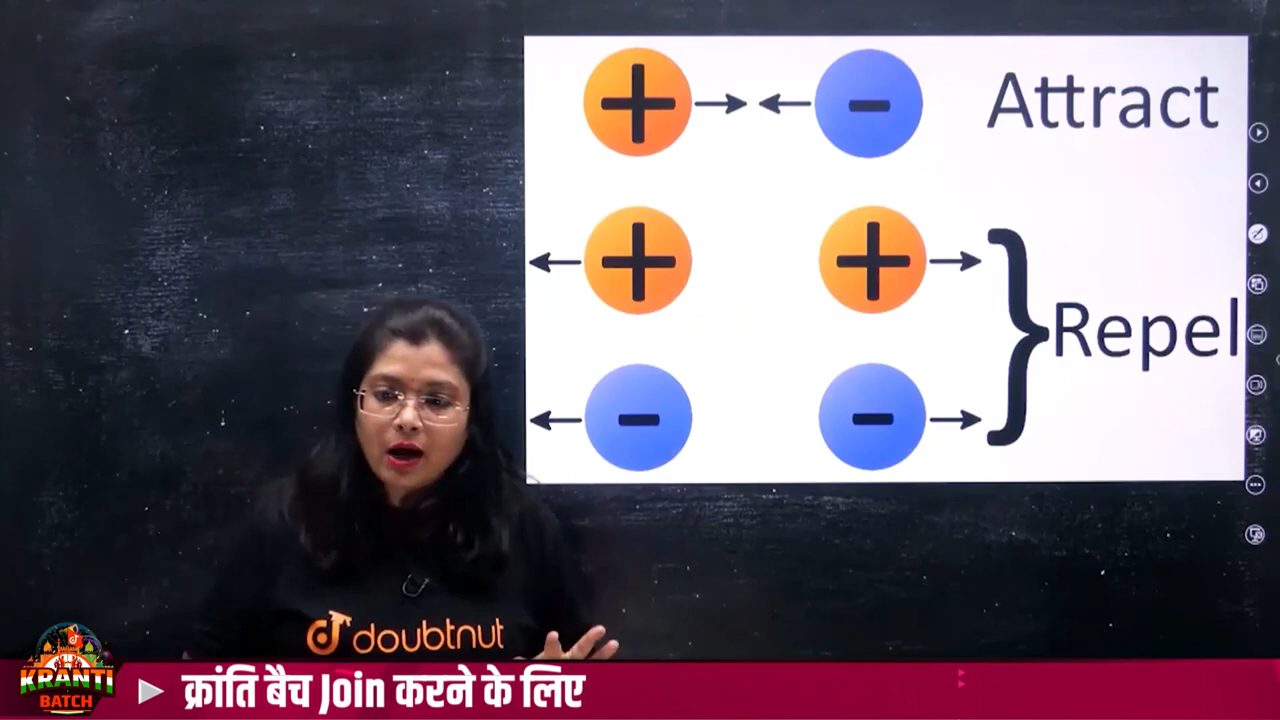 + - Attract
+ +
Repel
- -
doubtnut
KRANTI
BATCH
क्रांति बैच Join करने के लिए